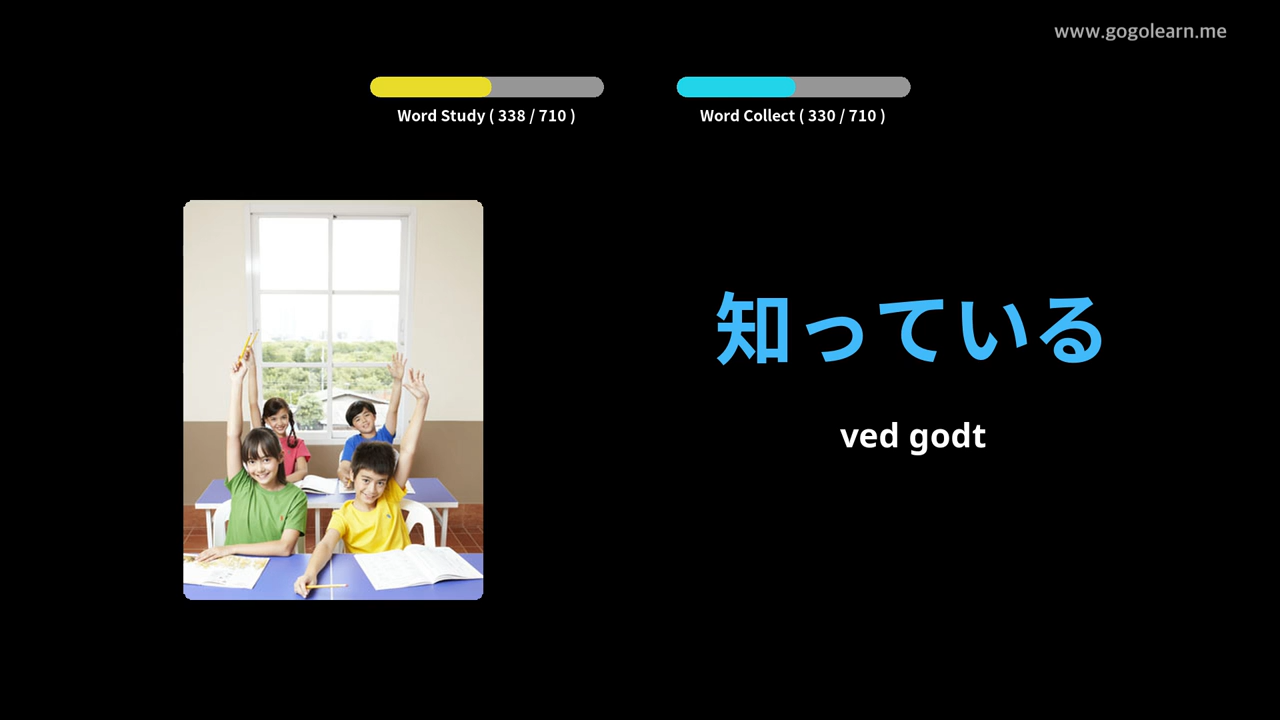 www.gogolearn.me
Word Study ( 338 / 710 )
Word Collect ( 330 / 710 )
知っている
ved godt